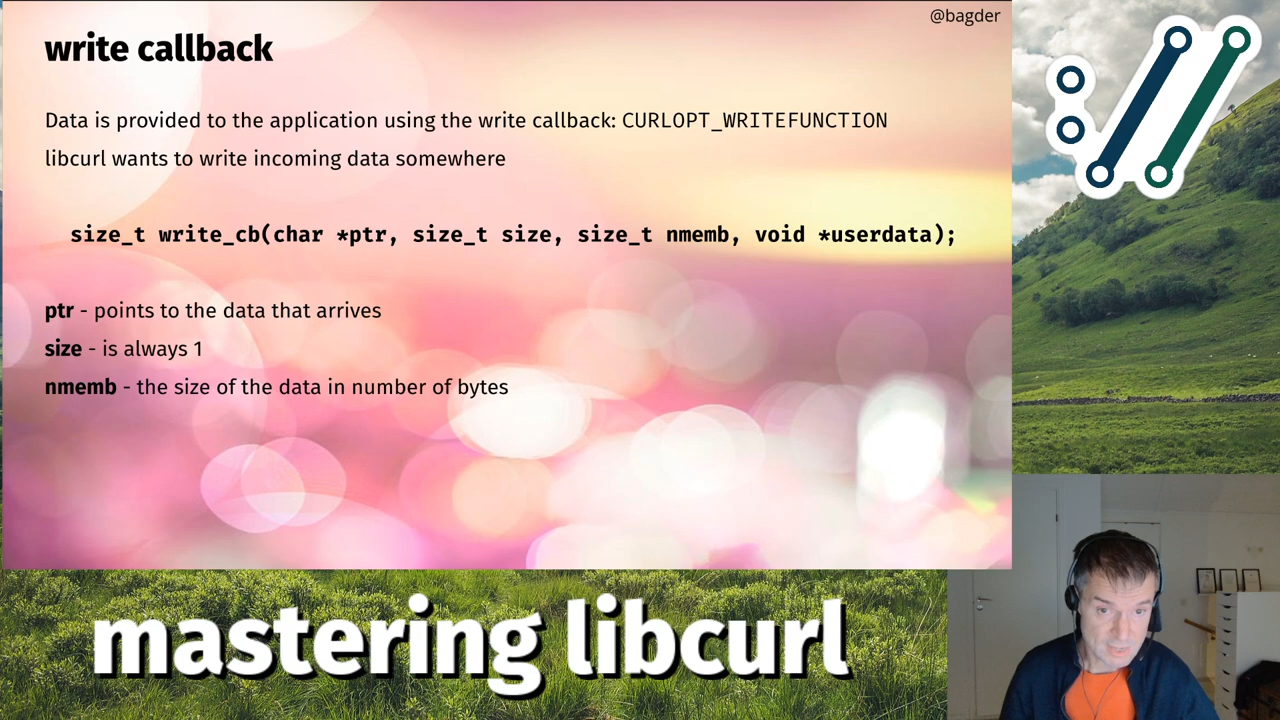 @bagder
write callback
Data is provided to the application using the write callback: CURLOPT_WRITEFUNCTION
libcurl wants to write incoming data somewhere
size_t write_cb(char *ptr, size_t size, size_t nmemb, void *userdata);
ptr - points to the data that arrives
size - is always 1
nmemb - the size of the data in number of bytes
mastering libcurl